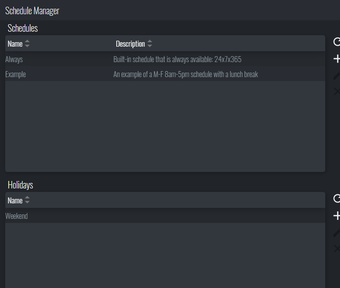 Schedule Manager
Schedules
Name Description
Always Built-in schedule that is always available: 24x7x365
Example An example of a M-F 8am-5pm schedule with a lunch break
Holidays
Name
Weekend